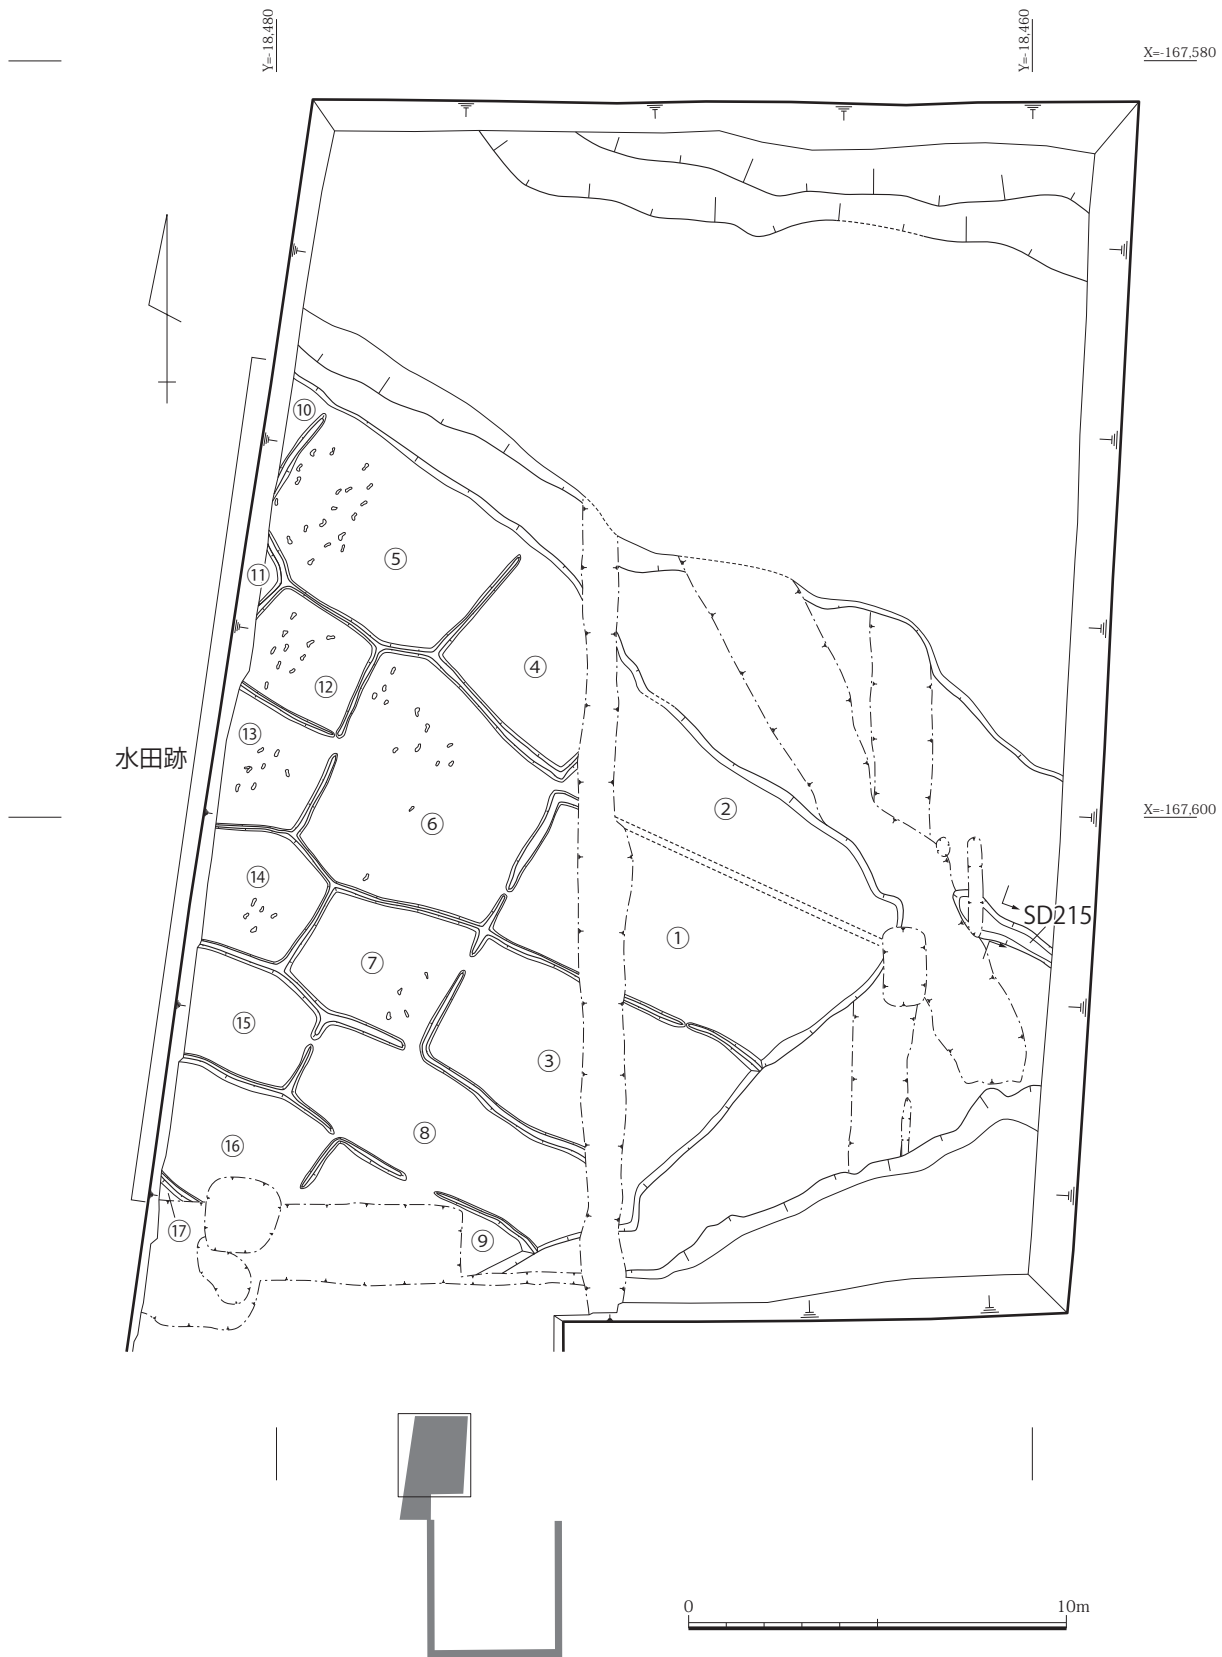 Y=-18,480
Y=-18,460
X=-167,580
⑩
⑤
⑪
④
⑫
⑬
水田跡
②
X=-167,600
⑥
⑭
SD215
①
⑦
⑮
③
⑧
⑯
⑰
⑨
0
10m